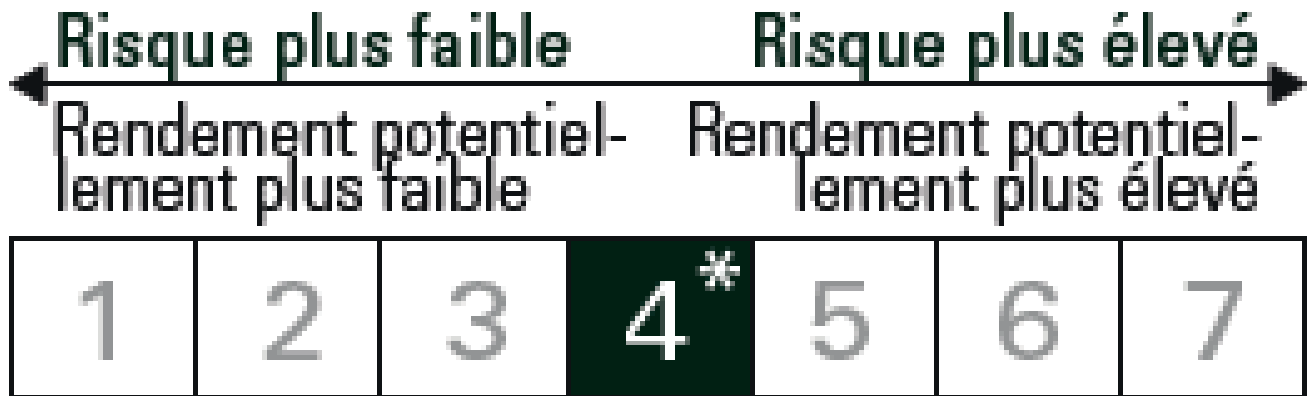 Risque plus faible Risque plus élevé
Rendement potentiel- Rendement potentiel-
lement plus faible lement plus élevé
1 2 3 4* 5 6 7